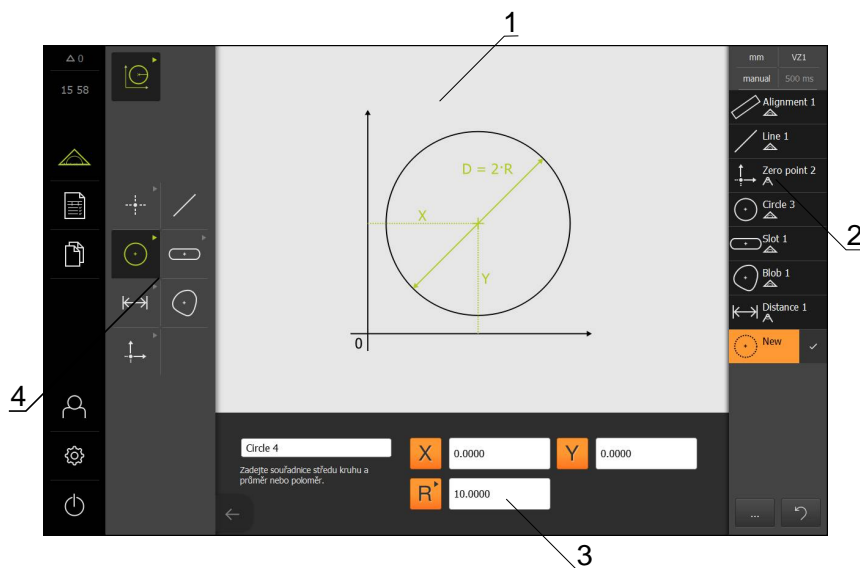 1
△ 0
15 58
mm VZ1
manual 500 ms
Alignment 1
Line 1
Zero point 2
2
Circle 3
Slot 1
Blob 1
Distance 1
New
D = 2·R
X
Y
0
4
Circle 4
Zadejte souřadnice středu kruhu a
průměr nebo poloměr.
X 0.0000 Y 0.0000
R 10.0000
...
3